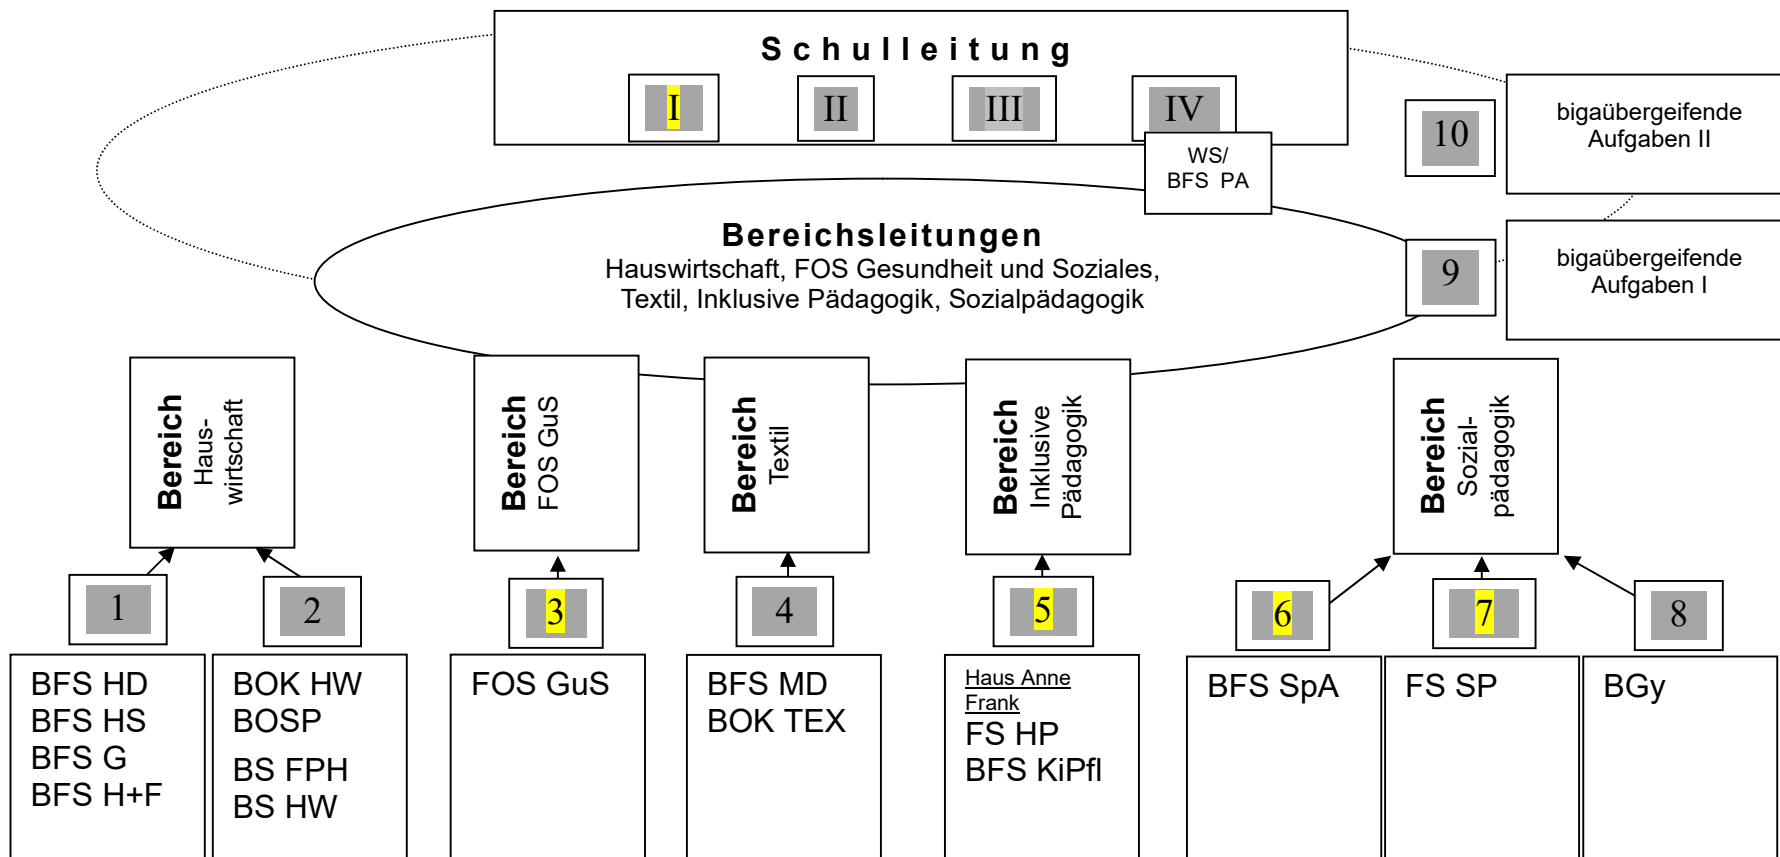 Schulleitung
I
II
III
IV
WS/
BFS PA
10
bigaübergeifende
Aufgaben II
Bereichsleitungen
Hauswirtschaft, FOS Gesundheit und Soziales,
Textil, Inklusive Pädagogik, Sozialpädagogik
9
bigaübergeifende
Aufgaben I
Bereich
Haus-
wirtschaft
Bereich
FOS GuS
Bereich
Textil
Bereich
Inklusive
Pädagogik
Bereich
Sozial-
pädagogik
1
2
3
4
5
6
7
8
BFS HD
BFS HS
BFS G
BFS H+F
BOK HW
BOSP
BS FPH
BS HW
FOS GuS
BFS MD
BOK TEX
Haus Anne
Frank
FS HP
BFS KiPfl
BFS SpA
FS SP
BGy